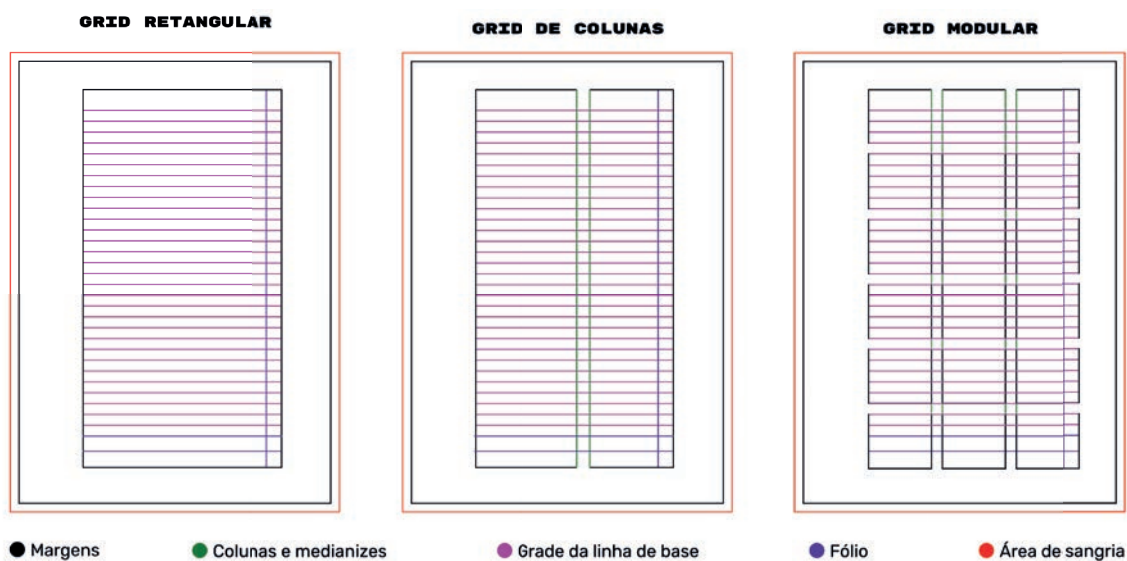 GRID RETANGULAR
GRID DE COLUNAS
GRID MODULAR
Margens
Colunas e medianizes
Grade da linha de base
Fólio
Área de sangria